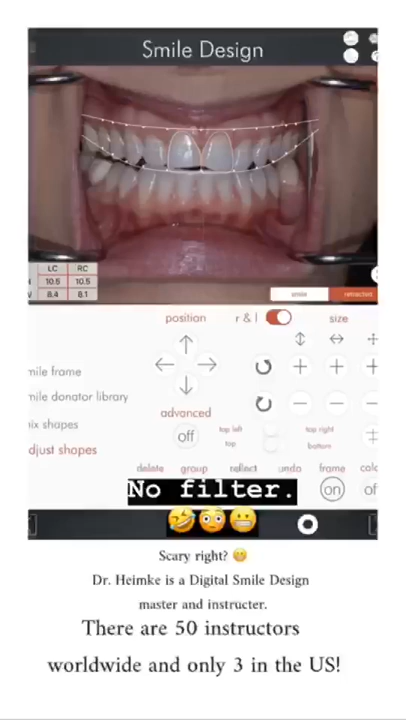 Smile Design
LC RC
10.5 10.5
8.4 8.1
smile
position r & l size
mile frame
mile donator library
ix shapes
djust shapes
advanced
off
top left top right
top bottom
delete group reflect undo frame
on of
No filter.
🤣😳😬
Scary right? 😁
Dr. Heimke is a Digital Smile Design
master and instructer.
There are 50 instructors
worldwide and only 3 in the US!